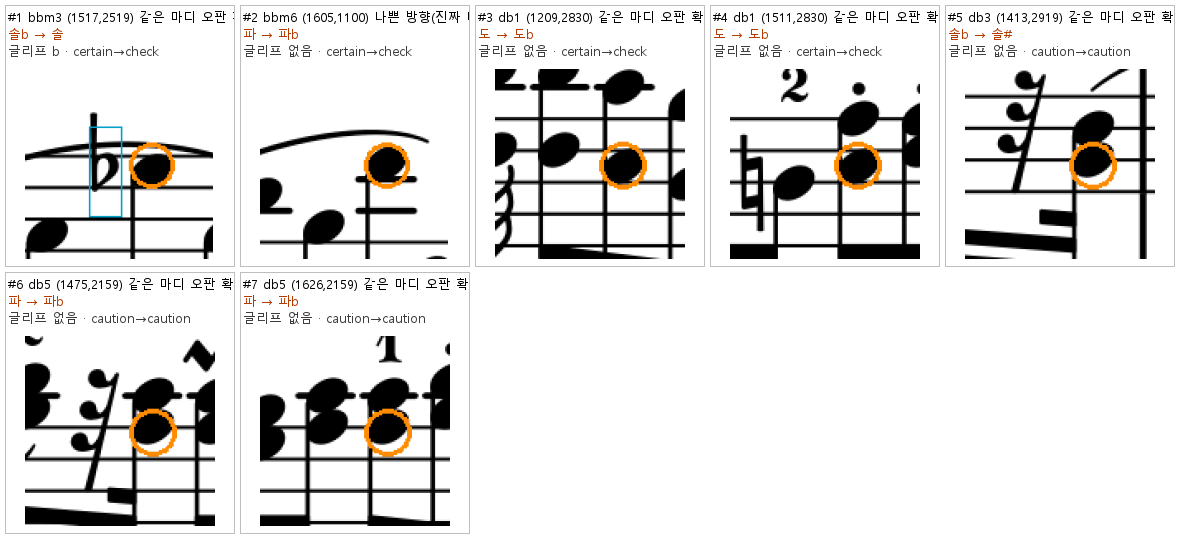 #1 bbm3 (1517,2519) 같은 마디 오판
솔b → 솔
글리프 b · certain→check
#2 bbm6 (1605,1100) 나쁜 방향(진짜
파 → 파b
글리프 없음 · certain→check
#3 db1 (1209,2830) 같은 마디 오판 확
도 → 도b
글리프 없음 · certain→check
#4 db1 (1511,2830) 같은 마디 오판 확
도 → 도b
글리프 없음 · certain→check
2
#5 db3 (1413,2919) 같은 마디 오판 확
솔b → 솔#
글리프 없음 · caution→caution
#6 db5 (1475,2159) 같은 마디 오판 확
파 → 파b
글리프 없음 · caution→caution
#7 db5 (1626,2159) 같은 마디 오판 확
파 → 파b
글리프 없음 · caution→caution
1